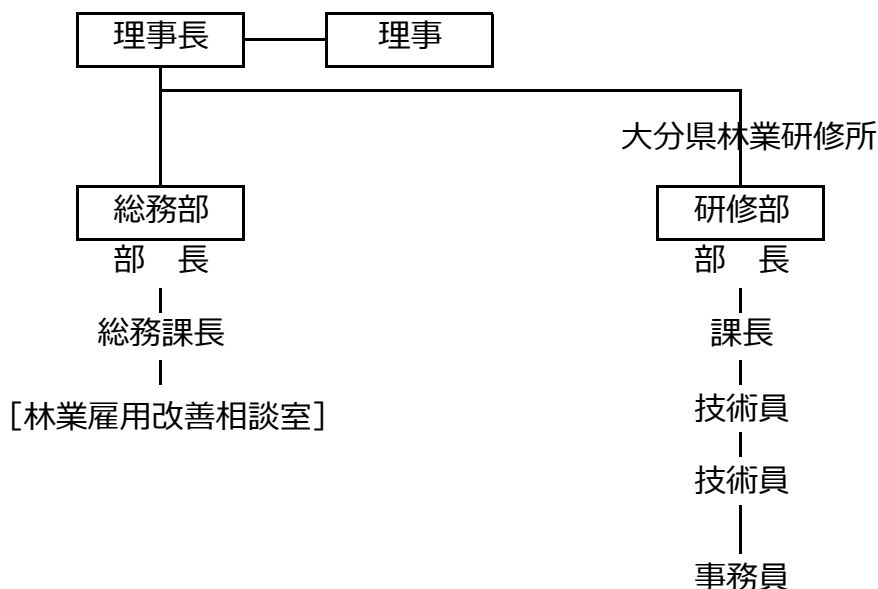 理事長 理事
大分県林業研修所
総務部 研修部
部　長 部　長
総務課長 課長
［林業雇用改善相談室］ 技術員
技術員
事務員